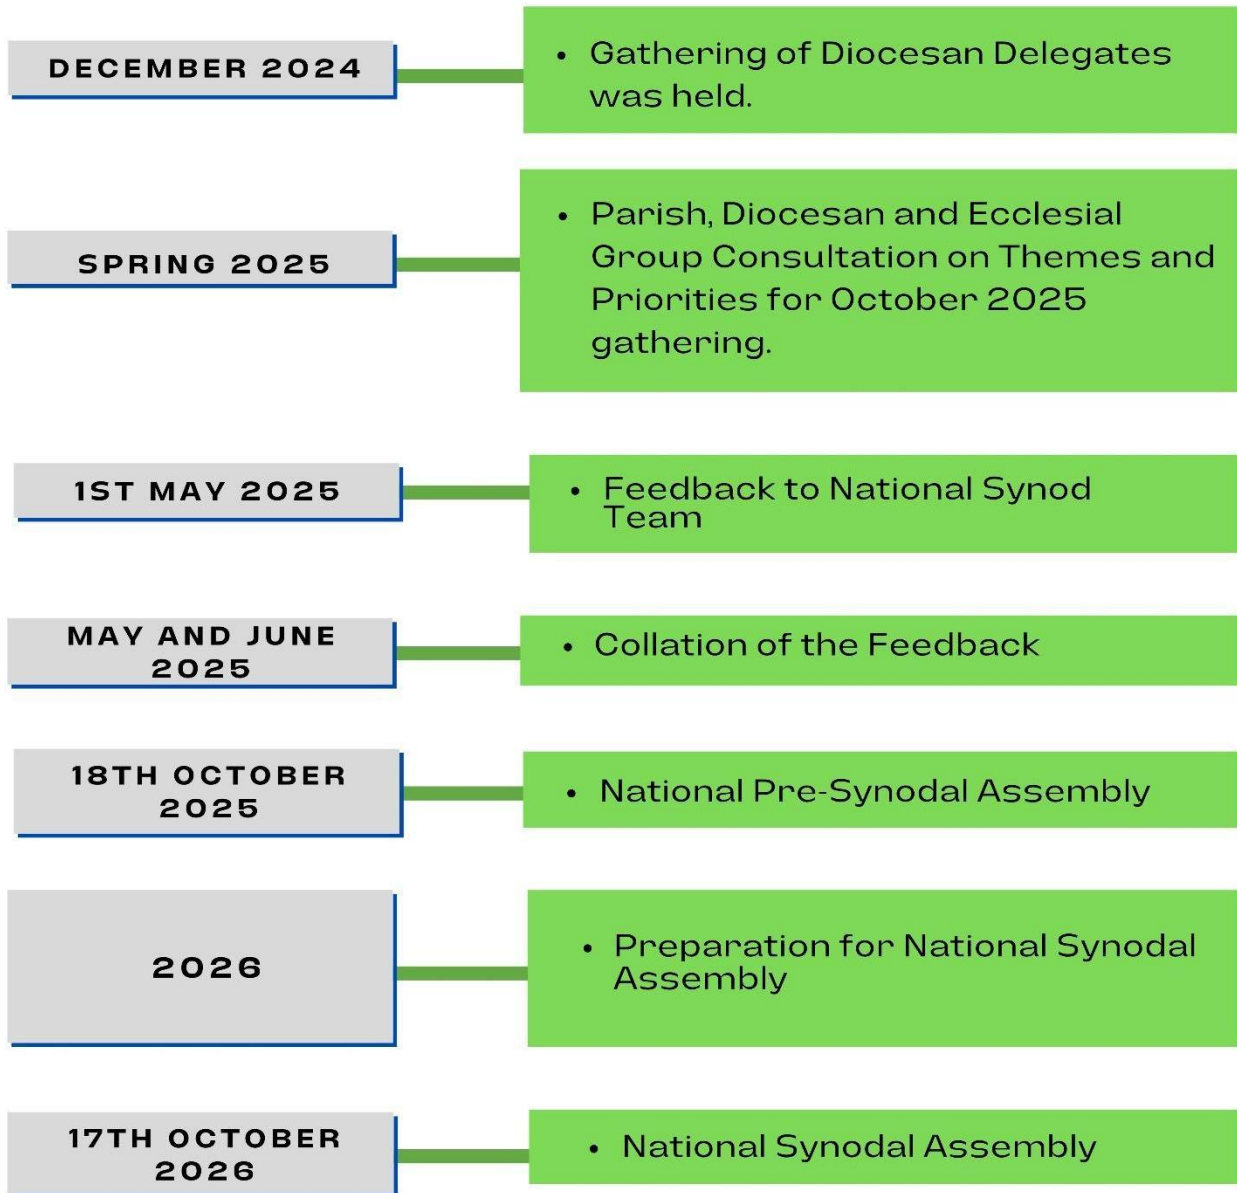 DECEMBER 2024
• Gathering of Diocesan Delegates
was held.
SPRING 2025
• Parish, Diocesan and Ecclesial
Group Consultation on Themes and
Priorities for October 2025
gathering.
1ST MAY 2025
• Feedback to National Synod
Team
MAY AND JUNE
2025
• Collation of the Feedback
18TH OCTOBER
2025
• National Pre-Synodal Assembly
2026
• Preparation for National Synodal
Assembly
17TH OCTOBER
2026
• National Synodal Assembly